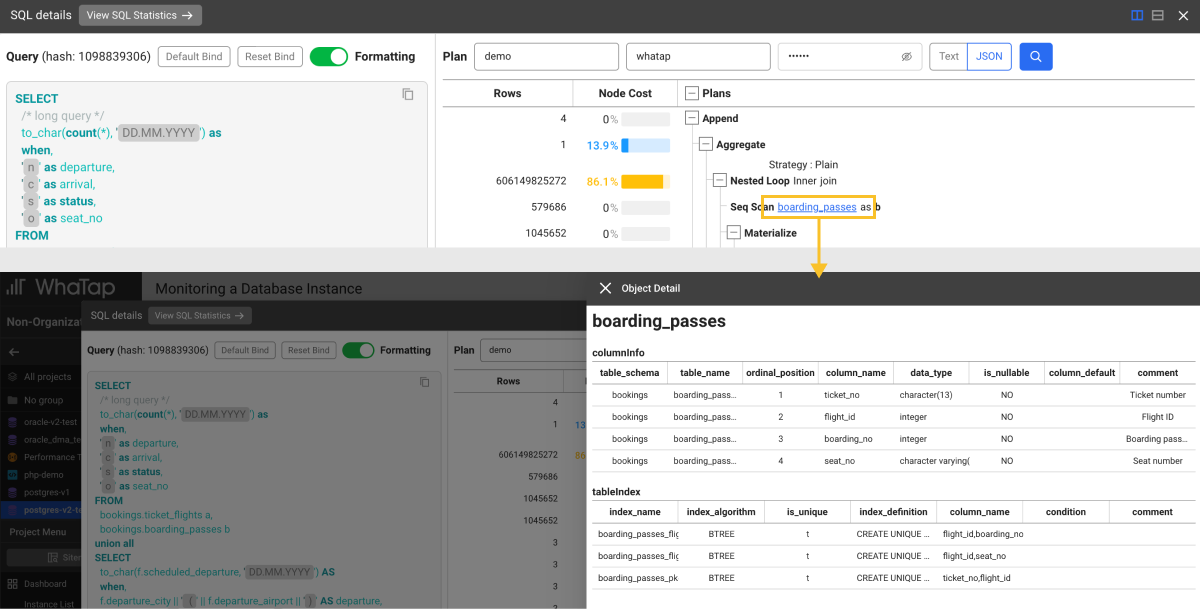 SQL details View SQL Statistics →
Query (hash: 1098839306) Default Bind Reset Bind Formatting
SELECT
/* long query */
to_char(count(*), 'DD.MM.YYYY') as
when,
'n' as departure,
'c' as arrival,
's' as status,
'o' as seat_no
FROM
Plan demo whatap •••••• Text JSON
Rows Node Cost Plans
4 0% Append
1 13.9% Aggregate
Strategy : Plain
606149825272 86.1% Nested Loop Inner join
579686 0% Seq Scan boarding_passes as b
1045652 0% Materialize
WhaTap Monitoring a Database Instance
Non-Organiza
All projects
No group
oracle-v2-test
oracle_dma_te
Performance T
php-demo
postgres-v1
postgres-v2-te
Project Menu
Siter
Dashboard
Instance List
SQL details View SQL Statistics →
Query (hash: 1098839306) Default Bind Reset Bind Formatting
SELECT
/* long query */
to_char(count(*), 'DD.MM.YYYY') as
when,
'n' as departure,
'c' as arrival,
's' as status,
'o' as seat_no
FROM
bookings.ticket_flights a,
bookings.boarding_passes b
union all
SELECT
to_char(f.scheduled_departure, 'DD.MM.YYYY') AS
when,
f.departure_city || '(' || f.departure_airport || ')' AS departure,
Plan demo
Rows
4
1 13
606149825272 86
579686
1045652
1045652
3
3
3
2
Object Detail
boarding_passes
columnInfo
table_schema table_name ordinal_position column_name data_type is_nullable column_default comment
bookings boarding_pass... 1 ticket_no character(13) NO Ticket number
bookings boarding_pass... 2 flight_id integer NO Flight ID
bookings boarding_pass... 3 boarding_no integer NO Boarding pass...
bookings boarding_pass... 4 seat_no character varying( NO Seat number
tableIndex
index_name index_algorithm is_unique index_definition column_name condition comment
boarding_passes_flig BTREE t CREATE UNIQUE ... flight_id,boarding_no
boarding_passes_flig BTREE t CREATE UNIQUE ... flight_id,seat_no
boarding_passes_pk BTREE t CREATE UNIQUE ... ticket_no,flight_id